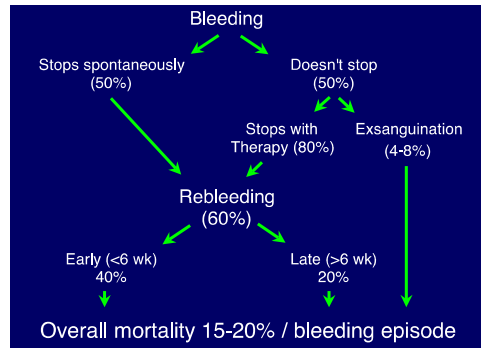 Bleeding
Stops spontaneously
(50%)
Doesn't stop
(50%)
Stops with
Therapy (80%)
Exsanguination
(4-8%)
Rebleeding
(60%)
Early (<6 wk)
40%
Late (>6 wk)
20%
Overall mortality 15-20% / bleeding episode